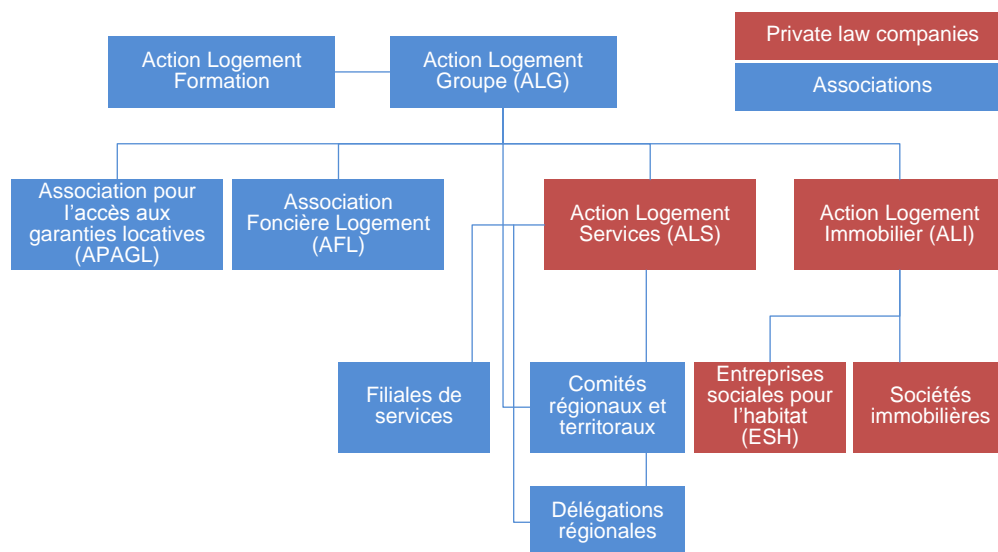 Private law companies
Associations
Action Logement
Formation
Action Logement
Groupe (ALG)
Association pour
l’accès aux
garanties locatives
(APAGL)
Association
Foncière Logement
(AFL)
Action Logement
Services (ALS)
Action Logement
Immobilier (ALI)
Filiales de
services
Comités
régionaux et
territoraux
Entreprises
sociales pour
l’habitat
(ESH)
Sociétés
immobilières
Délégations
régionales